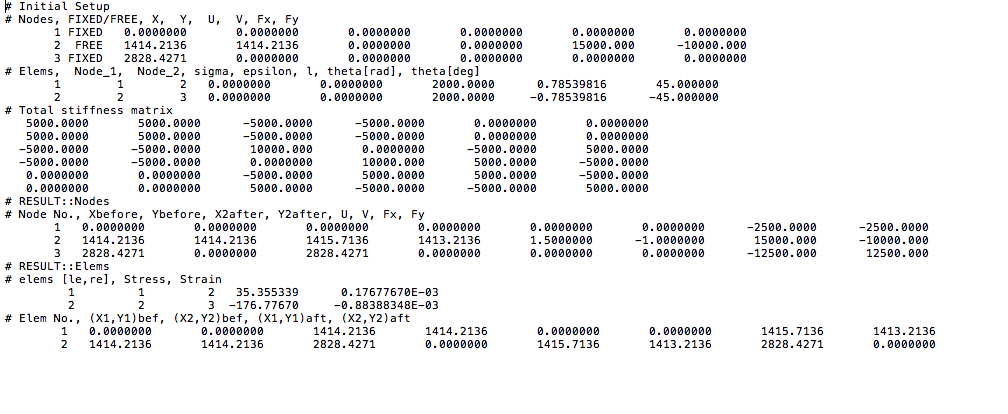 # Initial Setup
# Nodes, FIXED/FREE, X, Y, U, V, Fx, Fy
1 FIXED 0.0000000 0.0000000 0.0000000 0.0000000 0.0000000 0.0000000
2 FREE 1414.2136 1414.2136 0.0000000 0.0000000 15000.000 -10000.000
3 FIXED 2828.4271 0.0000000 0.0000000 0.0000000 0.0000000 0.0000000
# Elems, Node_1, Node_2, sigma, epsilon, l, theta[rad], theta[deg]
1 1 2 0.0000000 0.0000000 2000.0000 0.78539816 45.000000
2 2 3 0.0000000 0.0000000 2000.0000 -0.78539816 -45.000000
# Total stiffness matrix
5000.0000 5000.0000 -5000.0000 -5000.0000 0.0000000 0.0000000
5000.0000 5000.0000 -5000.0000 -5000.0000 0.0000000 0.0000000
-5000.0000 -5000.0000 10000.000 0.0000000 -5000.0000 5000.0000
-5000.0000 -5000.0000 0.0000000 10000.000 5000.0000 -5000.0000
0.0000000 0.0000000 -5000.0000 5000.0000 5000.0000 -5000.0000
0.0000000 0.0000000 5000.0000 -5000.0000 -5000.0000 5000.0000
# RESULT::Nodes
# Node No., Xbefore, Ybefore, X2after, Y2after, U, V, Fx, Fy
1 0.0000000 0.0000000 0.0000000 0.0000000 0.0000000 0.0000000 -2500.0000 -2500.0000
2 1414.2136 1414.2136 1415.7136 1413.2136 1.5000000 -1.0000000 15000.000 -10000.000
3 2828.4271 0.0000000 2828.4271 0.0000000 0.0000000 0.0000000 -12500.000 12500.000
# RESULT::Elems
# elems [le,re], Stress, Strain
1 1 2 35.355339 0.17677670E-03
2 2 3 -176.77670 -0.88388348E-03
# Elem No., (X1,Y1)bef, (X2,Y2)bef, (X1,Y1)aft, (X2,Y2)aft
1 0.0000000 0.0000000 1414.2136 1414.2136 0.0000000 0.0000000 1415.7136 1413.2136
2 1414.2136 1414.2136 2828.4271 0.0000000 1415.7136 1413.2136 2828.4271 0.0000000